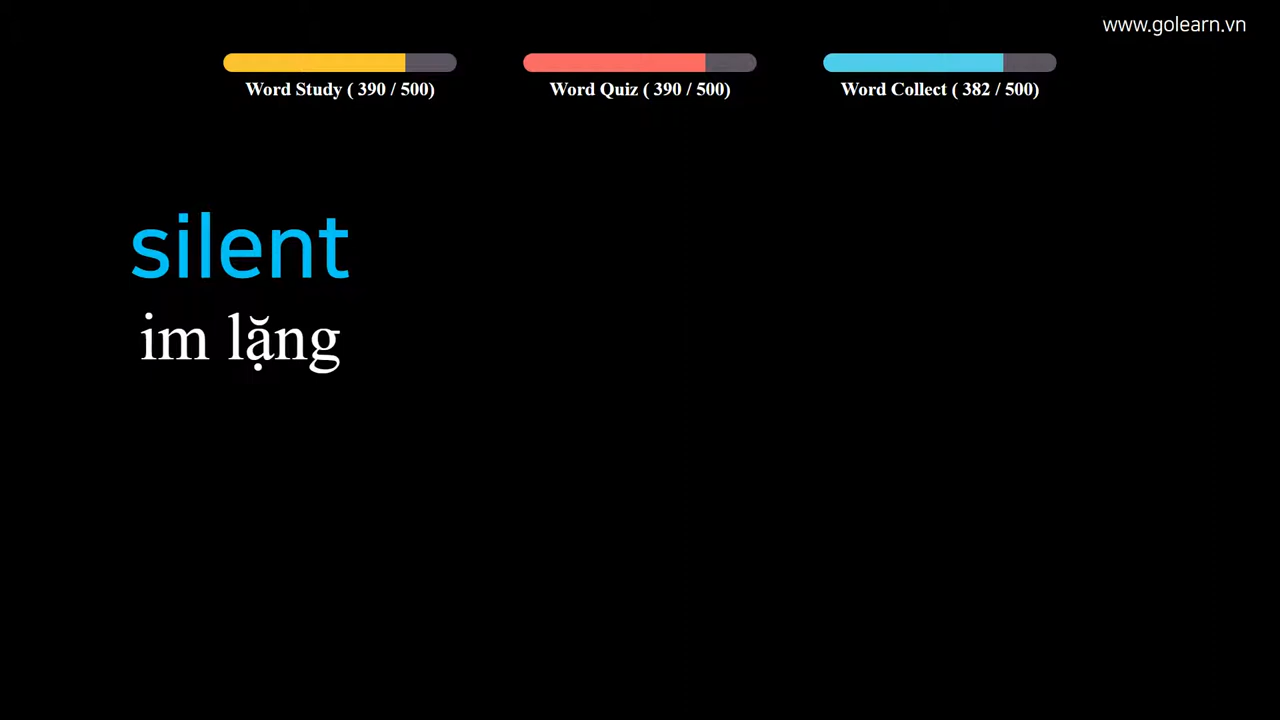 www.golearn.vn
Word Study ( 390 / 500)
Word Quiz ( 390 / 500)
Word Collect ( 382 / 500)
silent
im lặng